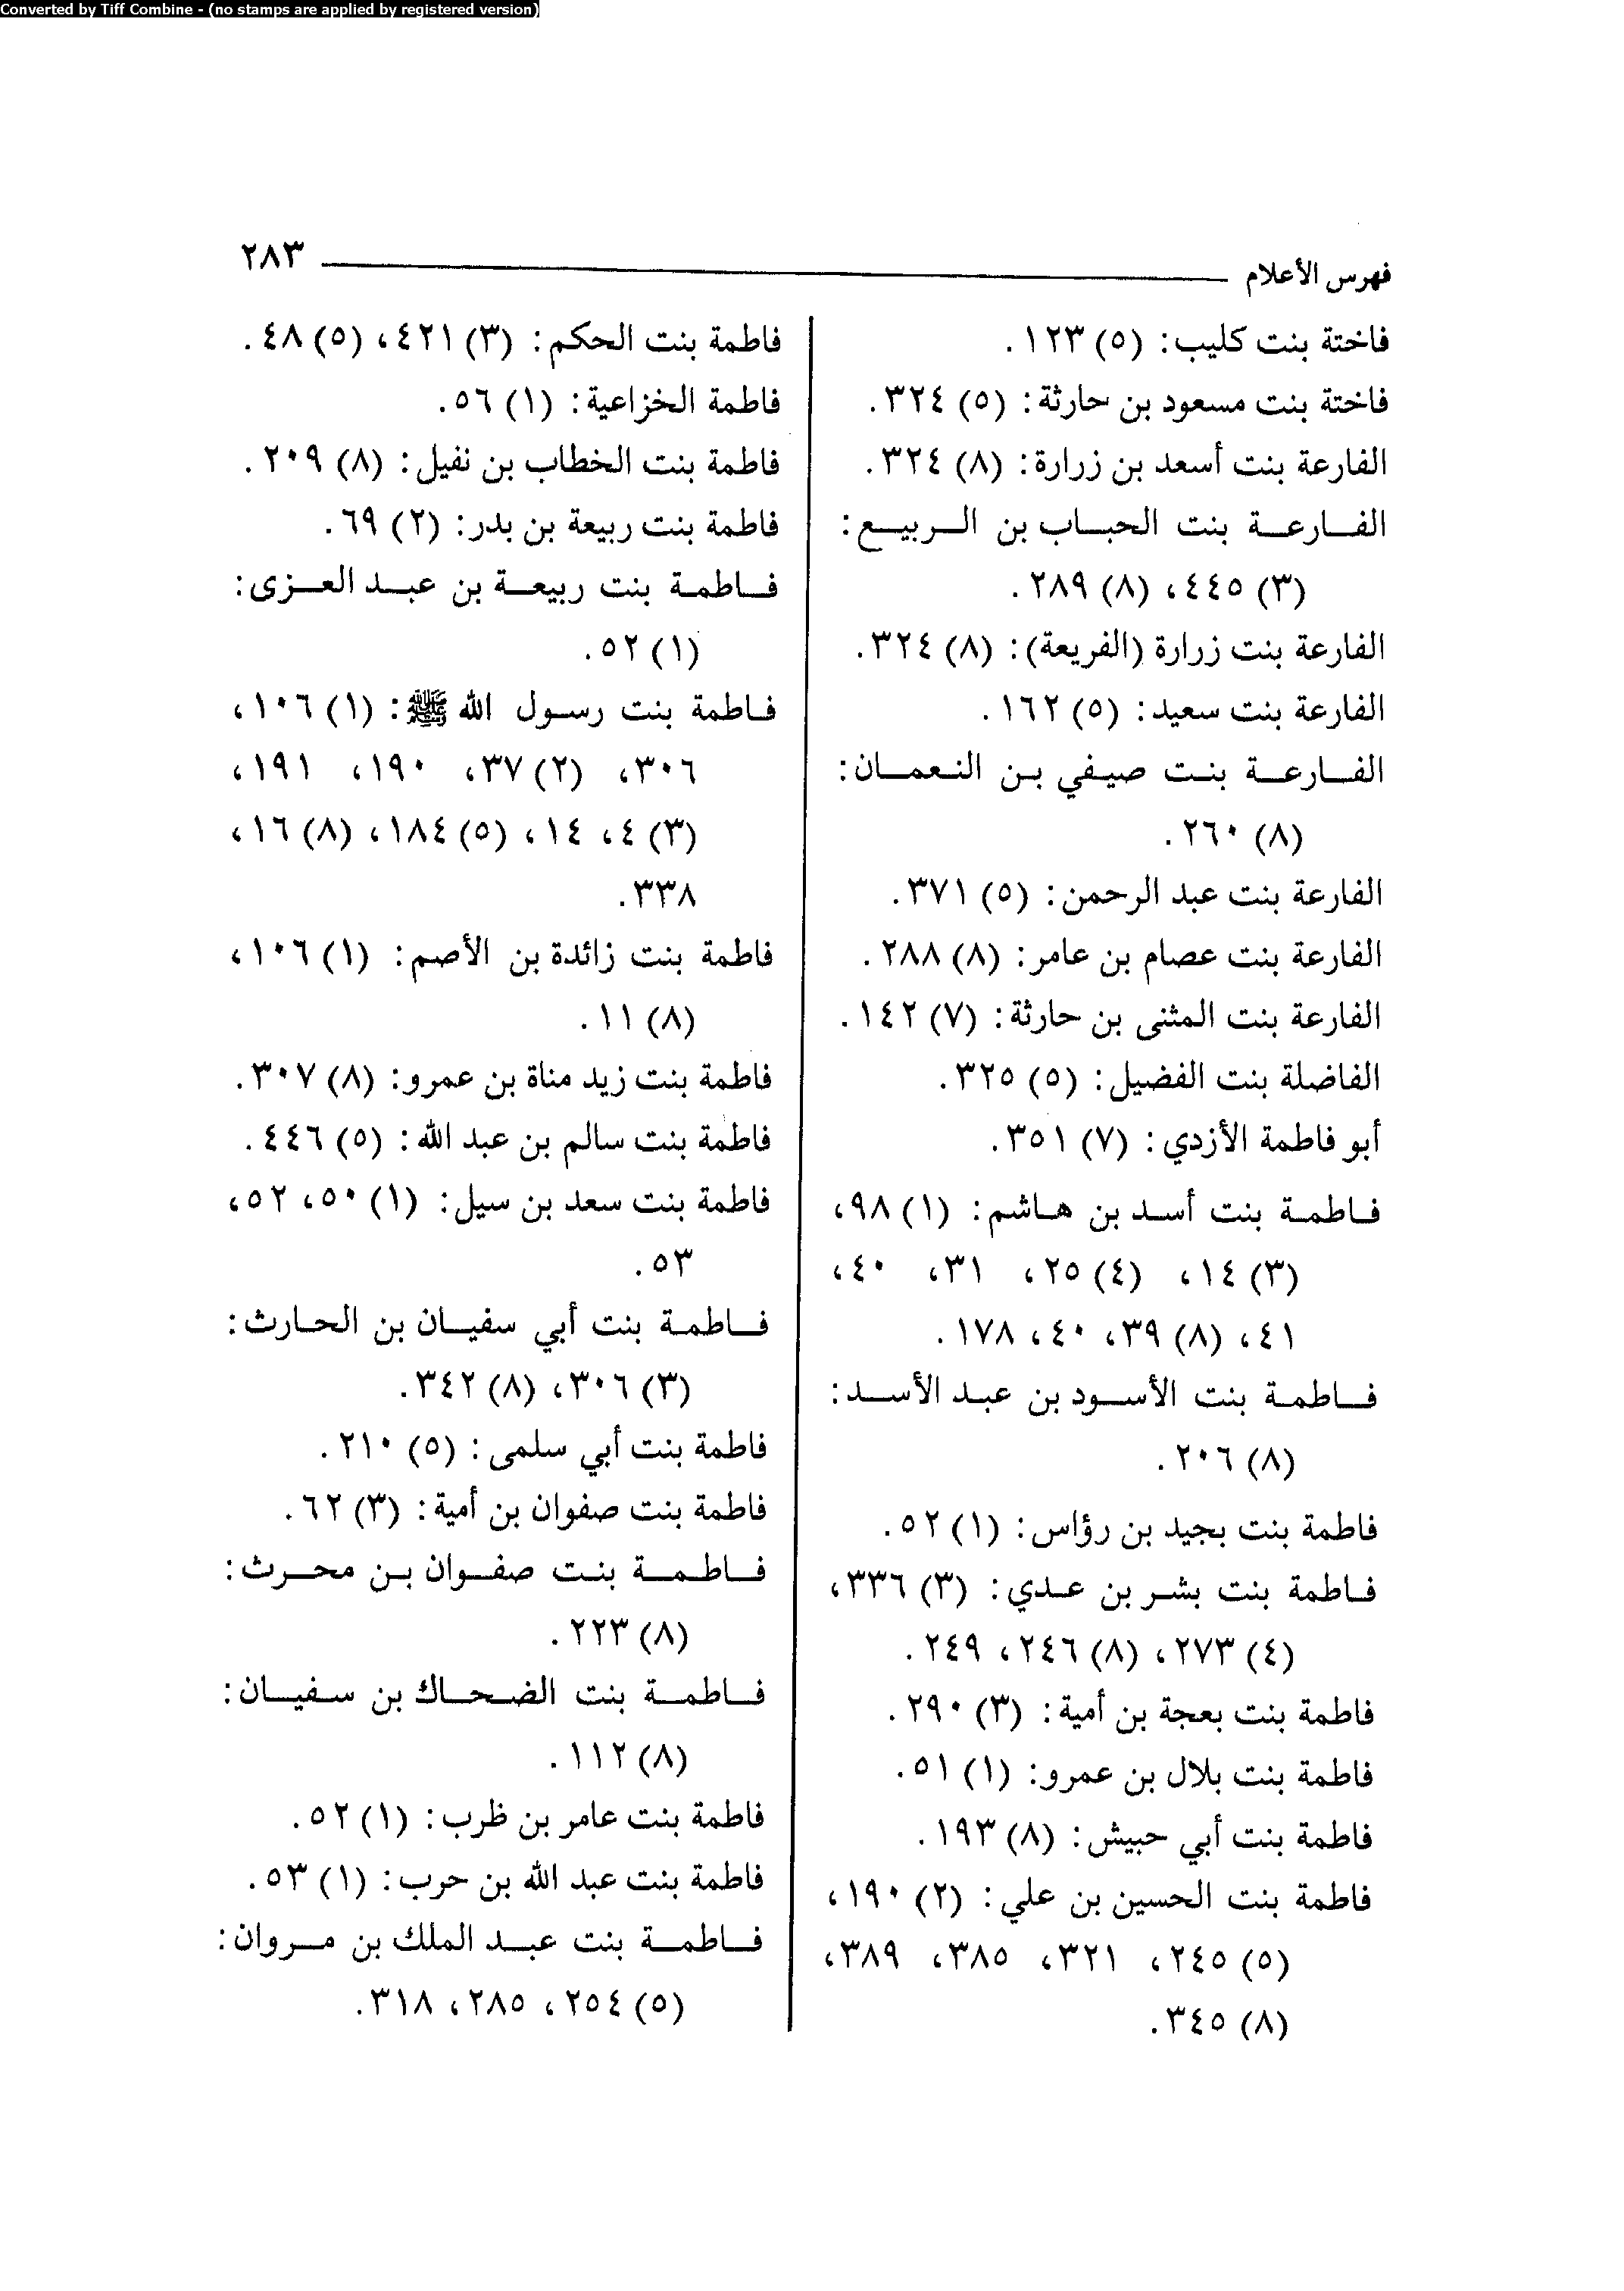 Converted by Tiff Combine - (no stamps are applied by registered version)
فهرس الأعلام ٢٨٣
فاختة بنت كليب: (٥) ١٢٣.
فاختة بنت مسعود بن حارثة: (٥) ٣٢٤.
الفارعة بنت أسعد بن زرارة: (٨) ٣٢٤.
الفارعة بنت الحباب بن الربيع:
(٣) ٤٤٥، (٨) ٢٨٩.
الفارعة بنت زرارة (الفريعة): (٨) ٣٢٤.
الفارعة بنت سعيد: (٥) ١٦٢.
الفارعة بنت صيفي بن النعمان:
(٨) ٢٦٠.
الفارعة بنت عبد الرحمن: (٥) ٣٧١.
الفارعة بنت عصام بن عامر: (٨) ٢٨٨.
الفارعة بنت المثنى بن حارثة: (٧) ١٤٢.
الفاضلة بنت الفضيل: (٥) ٣٢٥.
أبو فاطمة الأزدي: (٧) ٣٥١.
فاطمة بنت أسد بن هاشم: (١) ٩٨،
(٣) ١٤، (٤) ٢٥، ٣١، ٤٠،
٤١، (٨) ٣٩، ٤٠، ١٧٨.
فاطمة بنت الأسود بن عبد الأسد:
(٨) ٢٠٦.
فاطمة بنت بجيد بن رؤاس: (١) ٥٢.
فاطمة بنت بشر بن عدي: (٣) ٣٣٦،
(٤) ٢٧٣، (٨) ٢٤٦، ٢٤٩.
فاطمة بنت بعجة بن أمية: (٣) ٢٩٠.
فاطمة بنت بلال بن عمرو: (١) ٥١.
فاطمة بنت أبي حبيش: (٨) ١٩٣.
فاطمة بنت الحسين بن علي: (٢) ١٩٠،
(٥) ٢٤٥، ٣٢١، ٣٨٥، ٣٨٩،
(٨) ٣٤٥.
فاطمة بنت الحكم: (٣) ٤٢١، (٥) ٤٨.
فاطمة الخزاعية: (١) ٥٦.
فاطمة بنت الخطاب بن نفيل: (٨) ٢٠٩.
فاطمة بنت ربيعة بن بدر: (٢) ٦٩.
فاطمة بنت ربيعة بن عبد العزى:
(١) ٥٢.
فاطمة بنت رسول الله ﷺ: (١) ١٠٦،
٣٠٦، (٢) ٣٧، ١٩٠، ١٩١،
(٣) ٤، ١٤، (٥) ١٨٤، (٨) ١٦،
٣٣٨.
فاطمة بنت زائدة بن الأصم: (١) ١٠٦،
(٨) ١١.
فاطمة بنت زيد مناة بن عمرو: (٨) ٣٠٧.
فاطمة بنت سالم بن عبد الله: (٥) ٤٤٦.
فاطمة بنت سعد بن سيل: (١) ٥٠، ٥٢،
٥٣.
فاطمة بنت أبي سفيان بن الحارث:
(٣) ٣٠٦، (٨) ٣٤٢.
فاطمة بنت أبي سلمى: (٥) ٢١٠.
فاطمة بنت صفوان بن أمية: (٣) ٦٢.
فاطمة بنت صفوان بن محرث:
(٨) ٢٢٣.
فاطمة بنت الضحاك بن سفيان:
(٨) ١١٢.
فاطمة بنت عامر بن ظرب: (١) ٥٢.
فاطمة بنت عبد الله بن حرب: (١) ٥٣.
فاطمة بنت عبد الملك بن مروان:
(٥) ٢٥٤، ٢٨٥، ٣١٨.